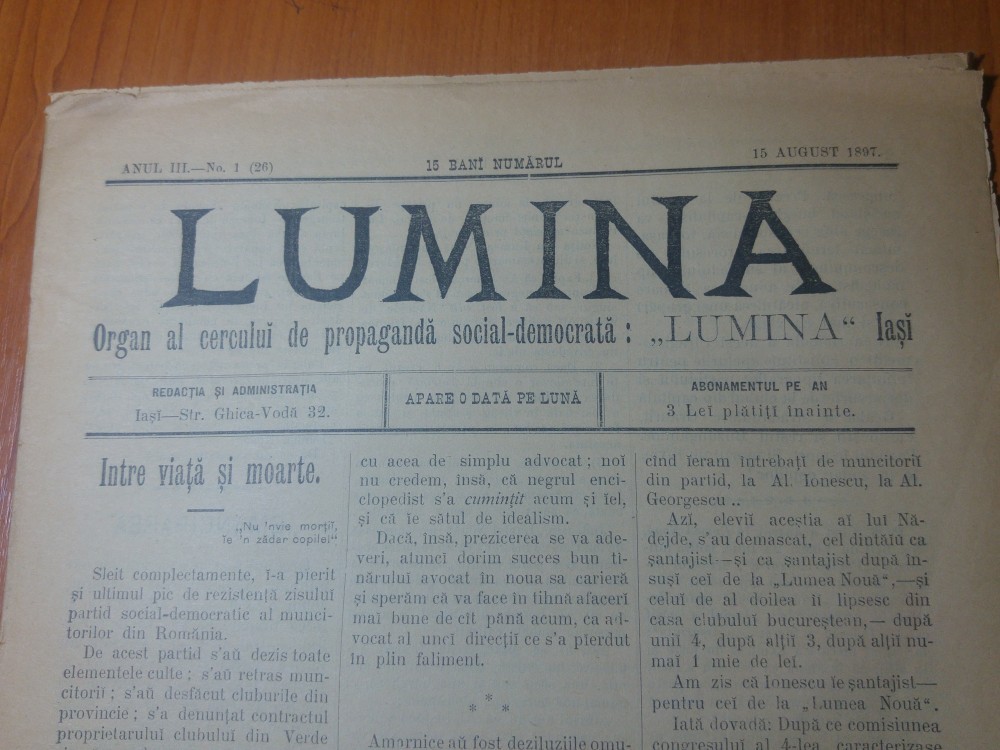 ANUL III.—No. 1 (26)
15 BANĬ NUMĂRUL
15 AUGUST 1897.
LUMINA
Organ al cerculuĭ de propagandă social-democrată : „LUMINA“ Iașĭ
REDACȚIA ȘI ADMINISTRAȚIA
Iașĭ—Str. Ghica-Vodă 32.
APARE O DATĂ PE LUNĂ
ABONAMENTUL PE AN
3 Leĭ plătițĭ înainte.
Intre viață și moarte.
„Nu 'nvie morțiĭ,
ĭe 'n zădar copile!“
Sleit complectamente, ĭ-a pierit
și ultimul pic de rezistență zisuluĭ
partid social-democratic al munci-
torilor din România.
De acest partid s'aŭ dezis toate
elementele culte ; s'aŭ retras mun-
citoriĭ ; s'aŭ desfăcut cluburile din
provincie ; s'a denunțat contractul
proprietaruluĭ clubuluĭ din Verde
cu acea de simplu advocat ; noĭ
nu credem, însă, că negrul enci-
clopedist s'a cumințit acum și ĭel,
și că ĭe sătul de idealism.
Dacă, însă, prezicerea se va ade-
veri, atunci dorim succes bun ti-
năruluĭ avocat în noua sa carieră
și sperăm că va face în tihnă afacerĭ
mai bune de cît până acum, ca ad-
vocat al uneĭ direcțiĭ ce s'a pierdut
în plin faliment.
*
* *
Amarnice aŭ fost deziluziile omu-
cînd ĭeram întrebațĭ de muncitoriĭ
din partid, la Al. Ionescu, la Al.
Georgescu ..
Azĭ, eleviĭ aceștia aĭ luĭ Nă-
dejde, s'au demascat, cel dintăiŭ ca
șantajist—și ca șantajist după în-
sușĭ ceĭ de la „Lumea Nouă“,—și
celuĭ de al doilea îĭ lipsesc din
casa clubuluĭ bucureștean,— după
uniĭ 4, după alțiĭ 3, după alțiĭ nu-
maĭ 1 mie de leĭ.
Am zis că Ionescu ĭe șantajist—
pentru ceĭ de la „Lumea Nouă“.
Iată dovadă: După ce comisiunea
congresuluĭ al 4-lea, caracterizea